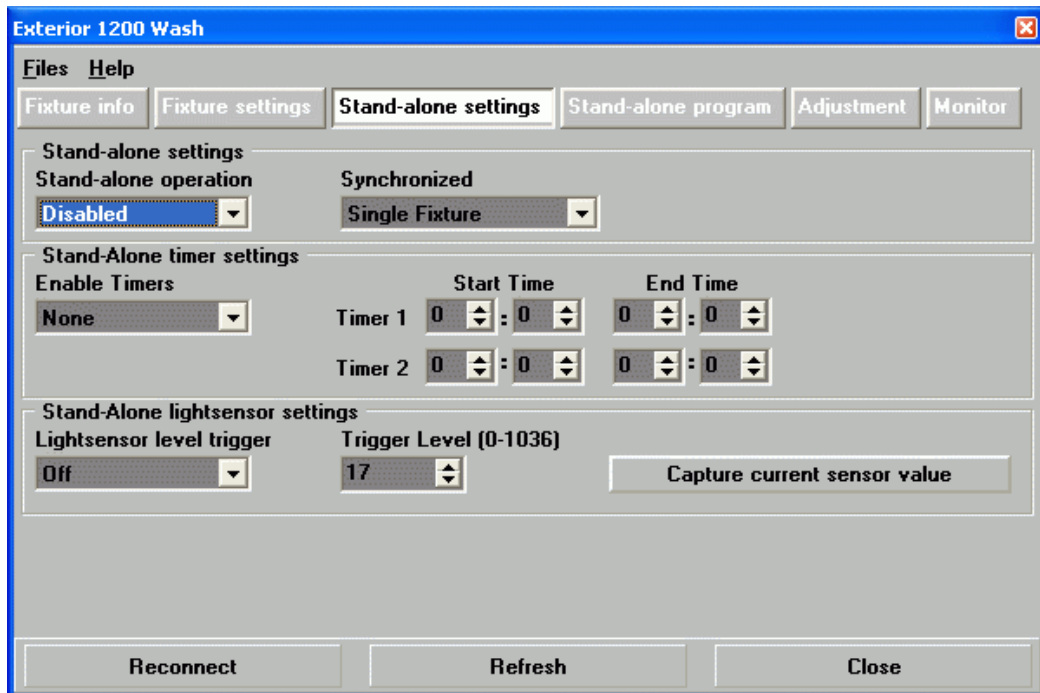 Exterior 1200 Wash
Files Help
Fixture info Fixture settings Stand-alone settings Stand-alone program Adjustment Monitor
Stand-alone settings
Stand-alone operation Synchronized
Disabled Single Fixture
Stand-Alone timer settings
Enable Timers Start Time End Time
None Timer 1 0 : 0 0 : 0
Timer 2 0 : 0 0 : 0
Stand-Alone lightsensor settings
Lightsensor level trigger Trigger Level (0-1036)
Off 17 Capture current sensor value
Reconnect Refresh Close